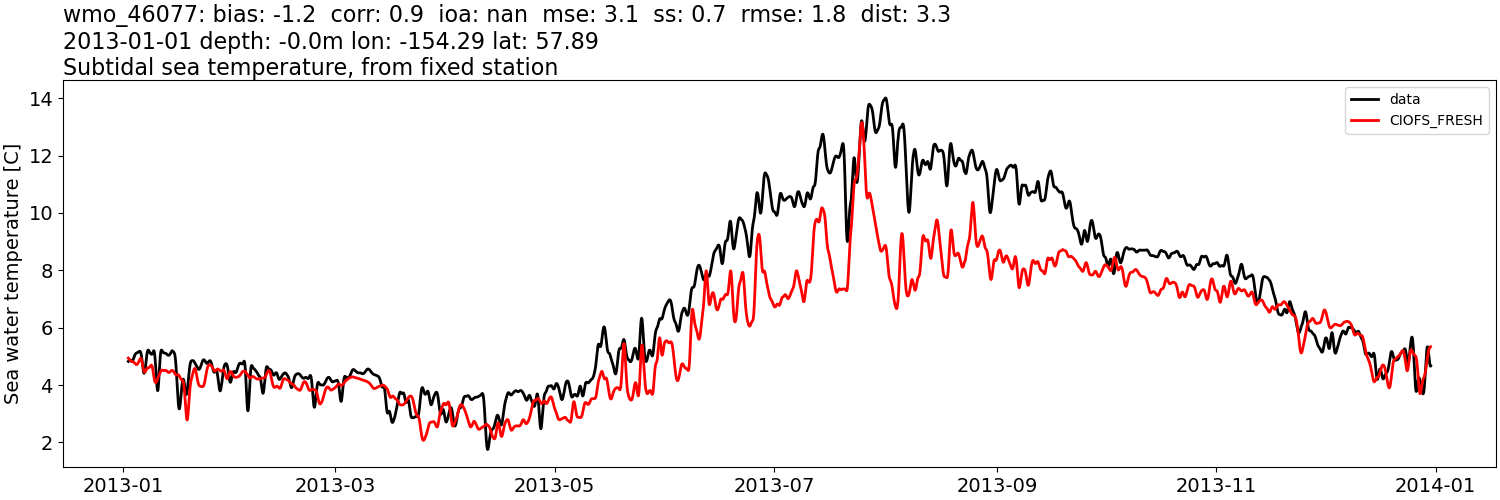 wmo_46077: bias: -1.2  corr: 0.9  ioa: nan  mse: 3.1  ss: 0.7  rmse: 1.8  dist: 3.3
2013-01-01 depth: -0.0m lon: -154.29 lat: 57.89
Subtidal sea temperature, from fixed station
data
CIOFS_FRESH
Sea water temperature [C]
14
12
10
8
6
4
2
2013-01
2013-03
2013-05
2013-07
2013-09
2013-11
2014-01